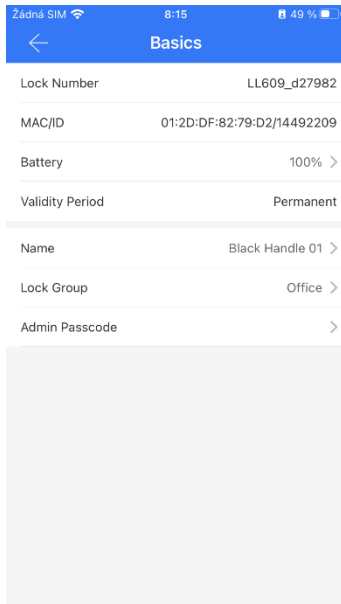 Žádná SIM 8:15 49 %
Basics
Lock Number LL609_d27982
MAC/ID 01:2D:DF:82:79:D2/14492209
Battery 100%
Validity Period Permanent
Name Black Handle 01
Lock Group Office
Admin Passcode